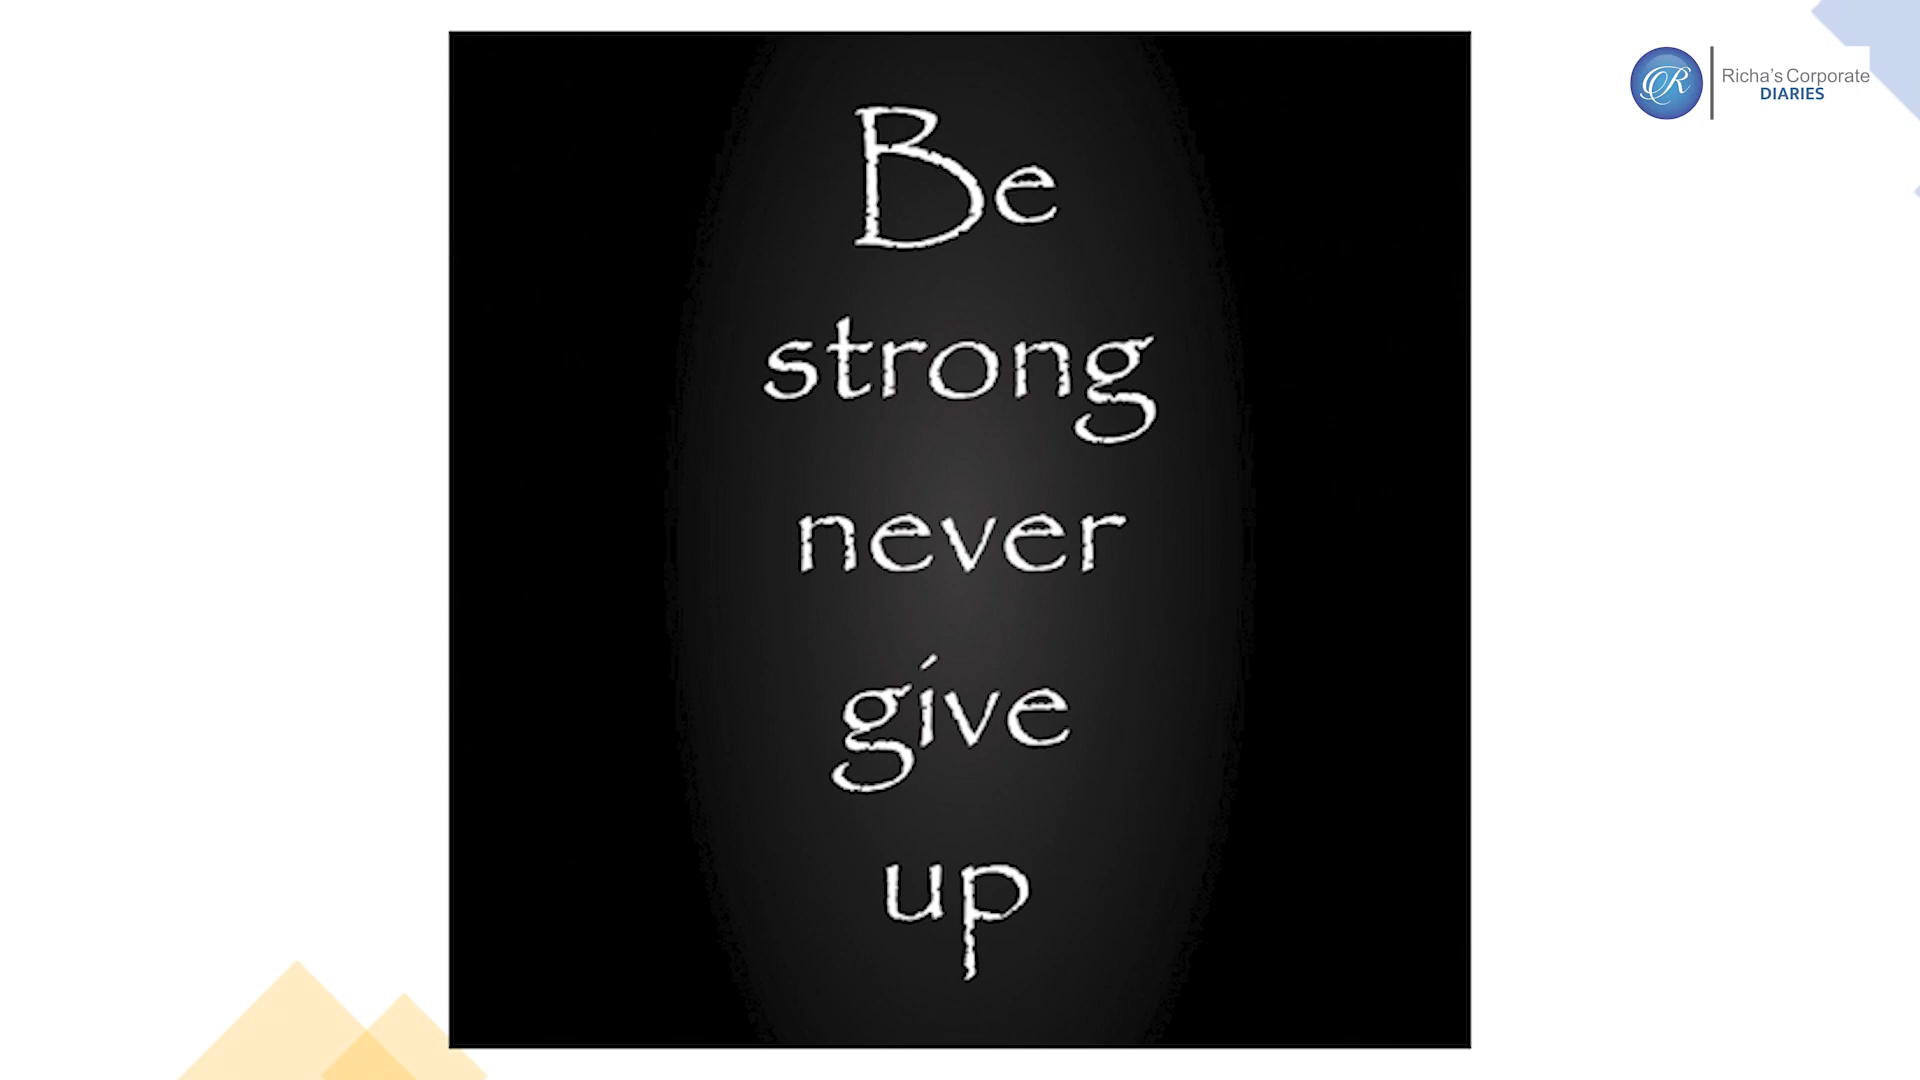 Be
strong
never
give
up
R
Richa's Corporate
DIARIES